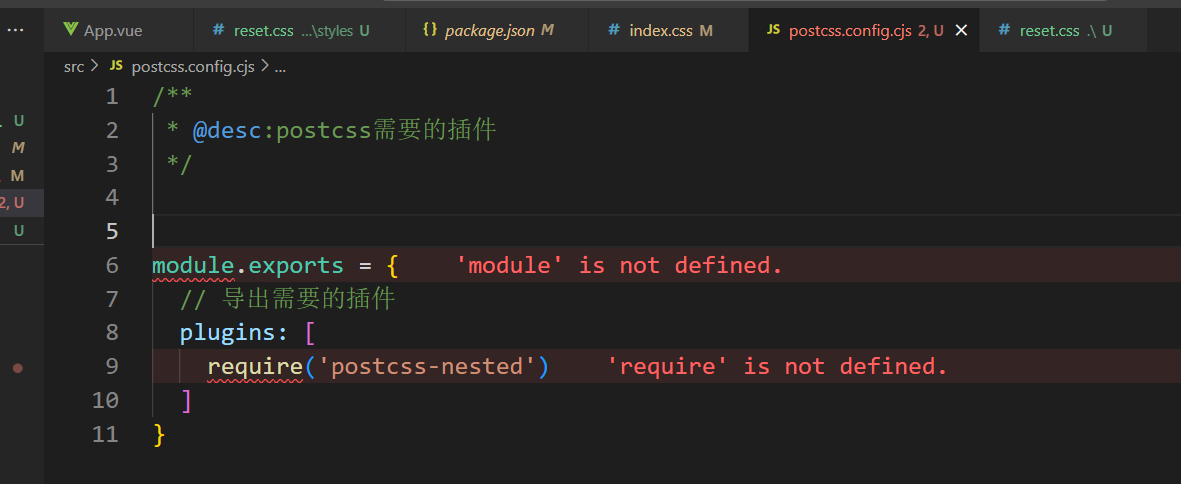 App.vue
# reset.css ...\styles U
{} package.json M
# index.css M
JS postcss.config.cjs 2, U ×
# reset.css .\ U
src > JS postcss.config.cjs > ...
U
M
M
2, U
U
1 /**
2 * @desc:postcss需要的插件
3 */
4
5
6 module.exports = { 'module' is not defined.
7 // 导出需要的插件
8 plugins: [
9 require('postcss-nested') 'require' is not defined.
10 ]
11 }